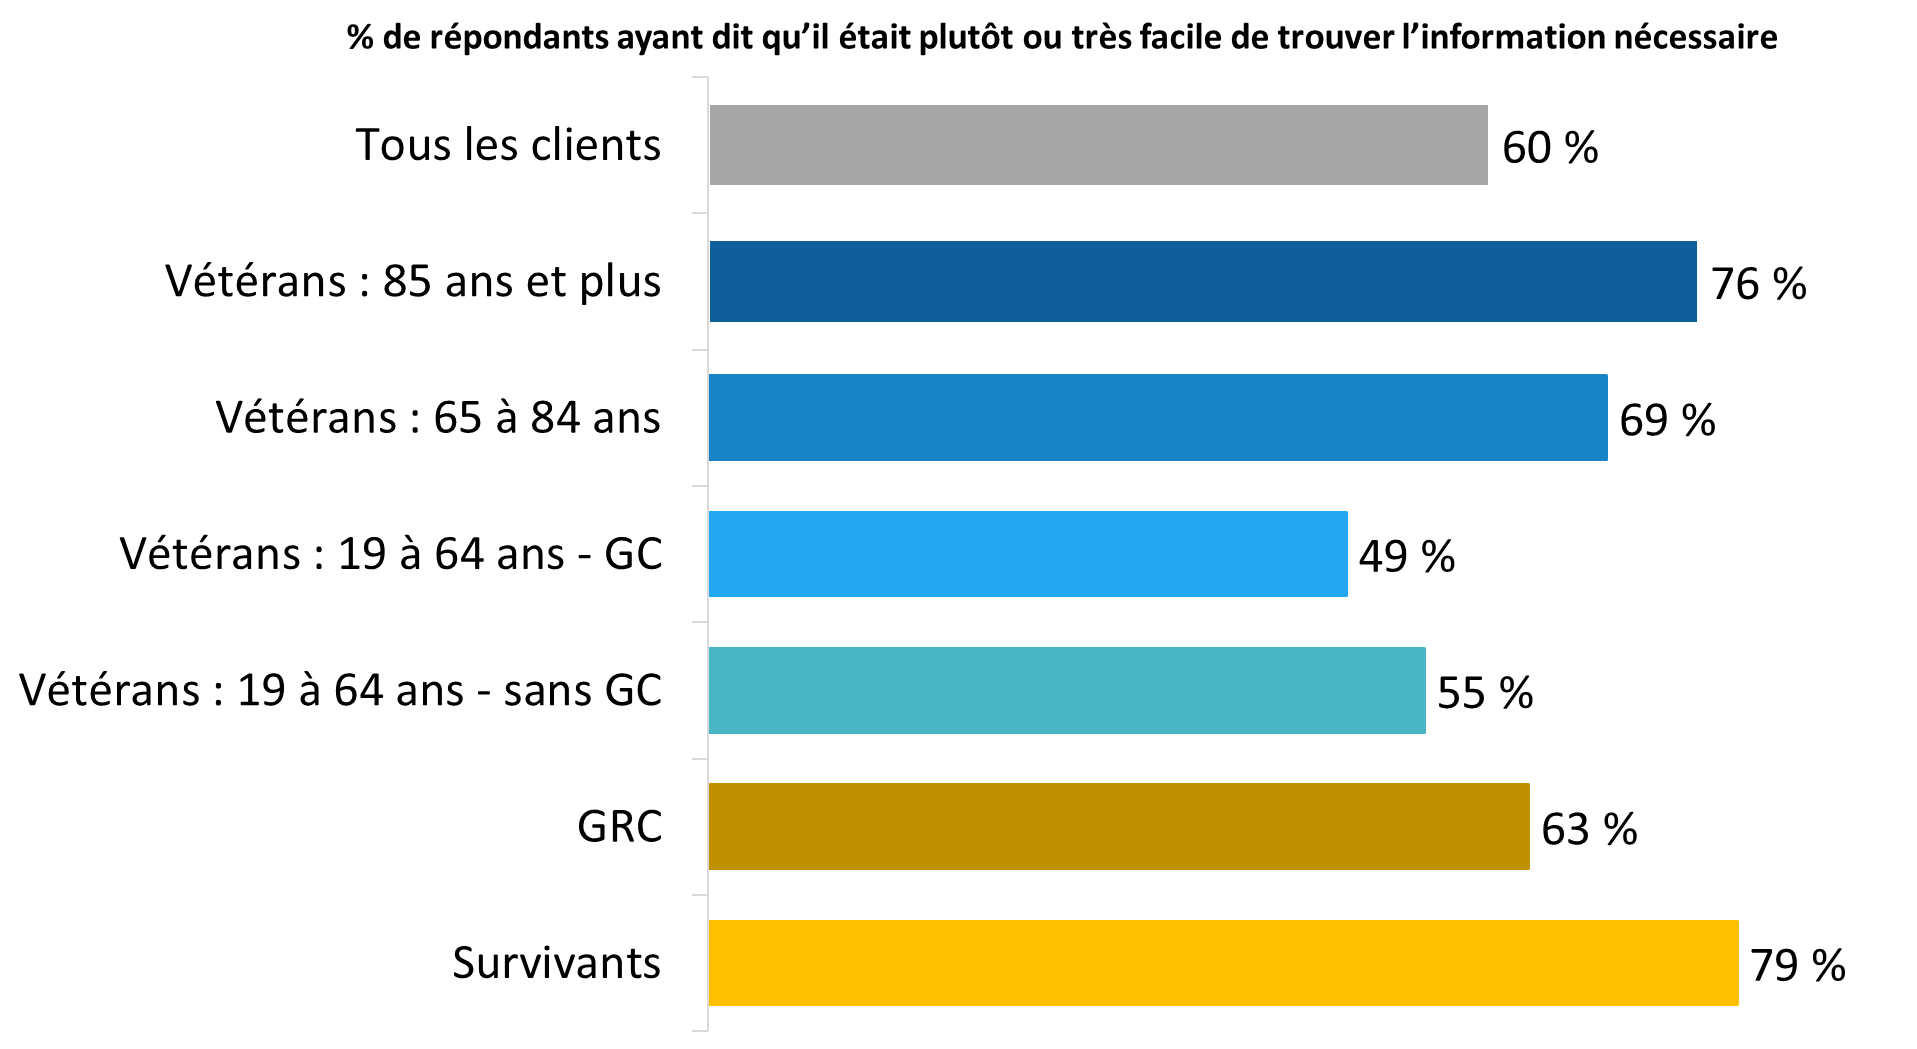 % de répondants ayant dit qu’il était plutôt ou très facile de trouver l’information nécessaire
Tous les clients 60 %
Vétérans : 85 ans et plus 76 %
Vétérans : 65 à 84 ans 69 %
Vétérans : 19 à 64 ans - GC 49 %
Vétérans : 19 à 64 ans - sans GC 55 %
GRC 63 %
Survivants 79 %